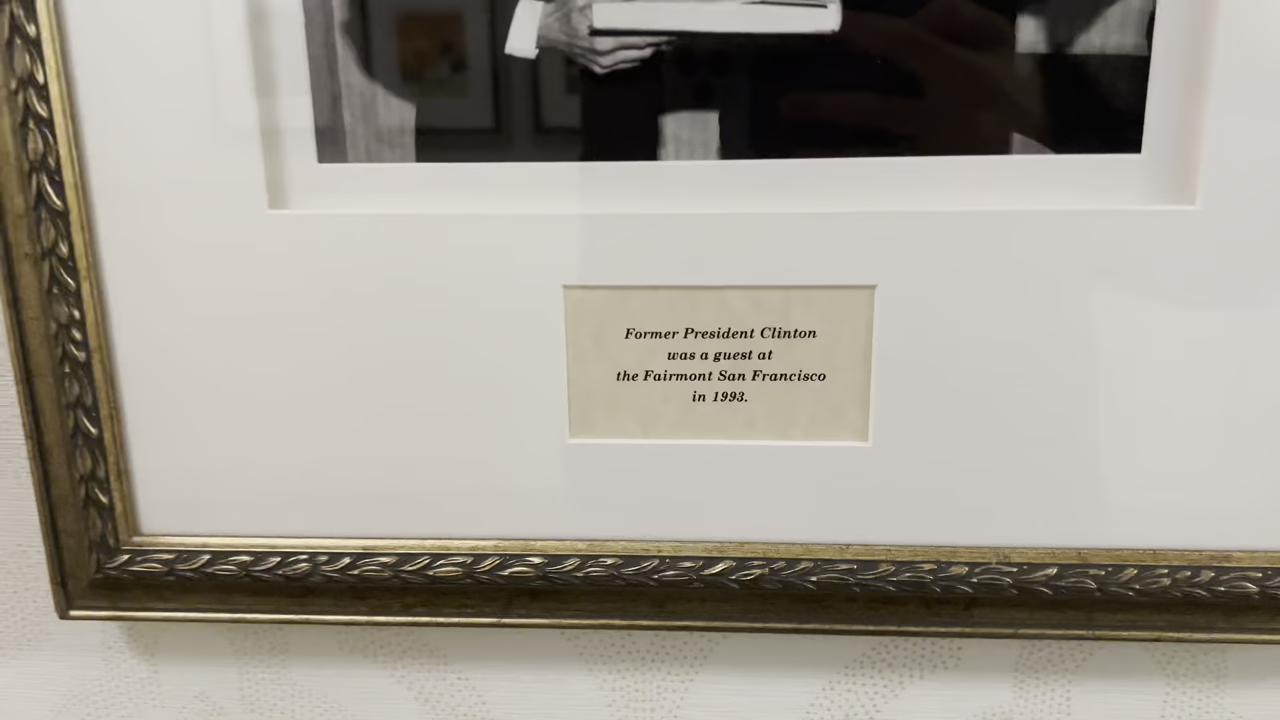 Former President Clinton
was a guest at
the Fairmont San Francisco
in 1993.